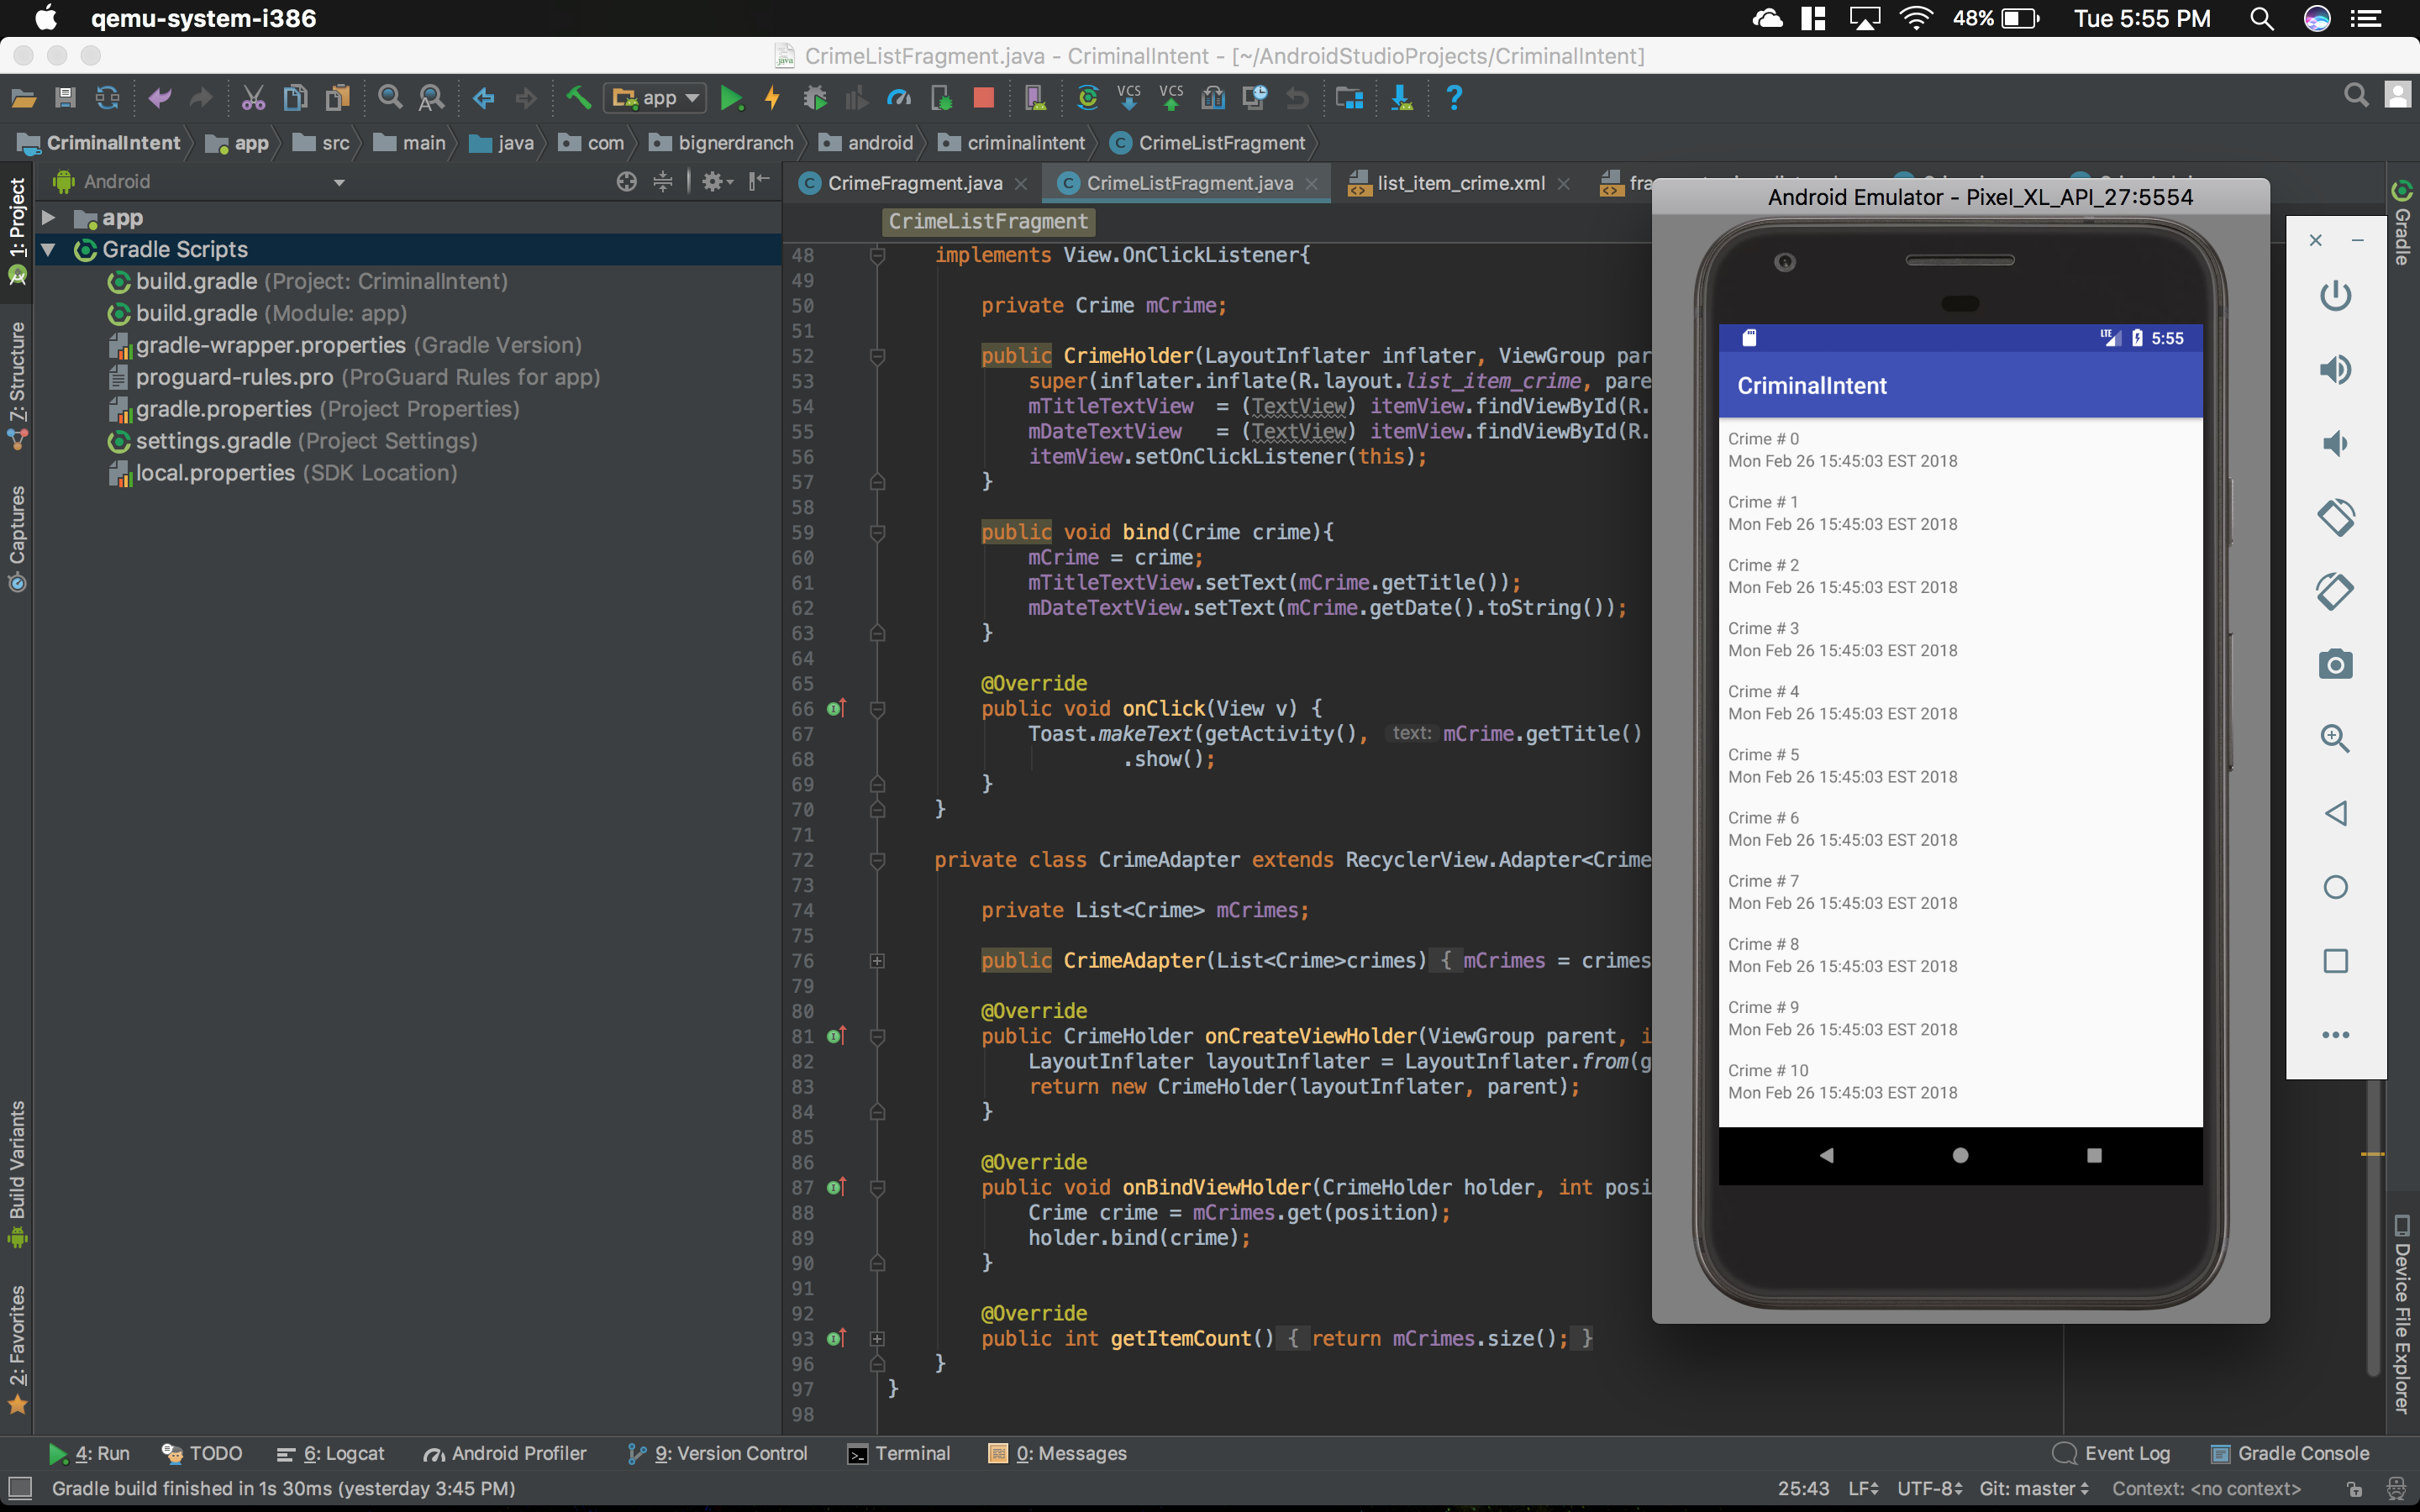 qemu-system-i386
48%
Tue 5:55 PM
CrimeListFragment.java - CriminalIntent - [~/AndroidStudioProjects/CriminalIntent]
app
VCS
VCS
?
CriminalIntent
app
src
main
java
com
bignerdranch
android
criminalintent
CrimeListFragment
Android
CrimeFragment.java
CrimeListFragment.java
list_item_crime.xml
CrimeListFragment
1: Project
7: Structure
Captures
Build Variants
2: Favorites
app
Gradle Scripts
build.gradle (Project: CriminalIntent)
build.gradle (Module: app)
gradle-wrapper.properties (Gradle Version)
proguard-rules.pro (ProGuard Rules for app)
gradle.properties (Project Properties)
settings.gradle (Project Settings)
local.properties (SDK Location)
48 implements View.OnClickListener{
49
50 private Crime mCrime;
51
52 public CrimeHolder(LayoutInflater inflater, ViewGroup par
53 super(inflater.inflate(R.layout.list_item_crime, pare
54 mTitleTextView = (TextView) itemView.findViewById(R.
55 mDateTextView = (TextView) itemView.findViewById(R.
56 itemView.setOnClickListener(this);
57 }
58
59 public void bind(Crime crime){
60 mCrime = crime;
61 mTitleTextView.setText(mCrime.getTitle());
62 mDateTextView.setText(mCrime.getDate().toString());
63 }
64
65 @Override
66 public void onClick(View v) {
67 Toast.makeText(getActivity(), text: mCrime.getTitle()
68 .show();
69 }
70 }
71
72 private class CrimeAdapter extends RecyclerView.Adapter<Crime
73
74 private List<Crime> mCrimes;
75
76 public CrimeAdapter(List<Crime>crimes) { mCrimes = crimes
79
80 @Override
81 public CrimeHolder onCreateViewHolder(ViewGroup parent, i
82 LayoutInflater layoutInflater = LayoutInflater.from(g
83 return new CrimeHolder(layoutInflater, parent);
84 }
85
86 @Override
87 public void onBindViewHolder(CrimeHolder holder, int posi
88 Crime crime = mCrimes.get(position);
89 holder.bind(crime);
90 }
91
92 @Override
93 public int getItemCount() { return mCrimes.size(); }
96 }
97 }
98
Android Emulator - Pixel_XL_API_27:5554
LTE 5:55
CriminalIntent
Crime # 0
Mon Feb 26 15:45:03 EST 2018
Crime # 1
Mon Feb 26 15:45:03 EST 2018
Crime # 2
Mon Feb 26 15:45:03 EST 2018
Crime # 3
Mon Feb 26 15:45:03 EST 2018
Crime # 4
Mon Feb 26 15:45:03 EST 2018
Crime # 5
Mon Feb 26 15:45:03 EST 2018
Crime # 6
Mon Feb 26 15:45:03 EST 2018
Crime # 7
Mon Feb 26 15:45:03 EST 2018
Crime # 8
Mon Feb 26 15:45:03 EST 2018
Crime # 9
Mon Feb 26 15:45:03 EST 2018
Crime # 10
Mon Feb 26 15:45:03 EST 2018
Gradle
Device File Explorer
4: Run
TODO
6: Logcat
Android Profiler
9: Version Control
Terminal
0: Messages
Event Log
Gradle Console
Gradle build finished in 1s 30ms (yesterday 3:45 PM)
25:43
LF
UTF-8
Git: master
Context: <no context>